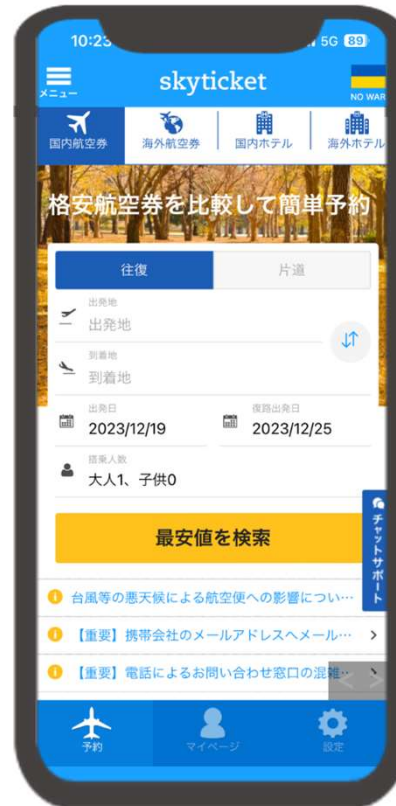 10:23
5G 89
メニュー
skyticket
NO WAR
国内航空券
海外航空券
国内ホテル
海外ホテル
格安航空券を比較して簡単予約
往復
片道
出発地
出発地
到着地
到着地
出発日
2023/12/19
復路出発日
2023/12/25
搭乗人数
大人1、子供0
最安値を検索
チャットサポート
台風等の悪天候による航空便への影響につい…
【重要】携帯会社のメールアドレスへメール…
【重要】電話によるお問い合わせ窓口の混雑…
予約
マイページ
設定